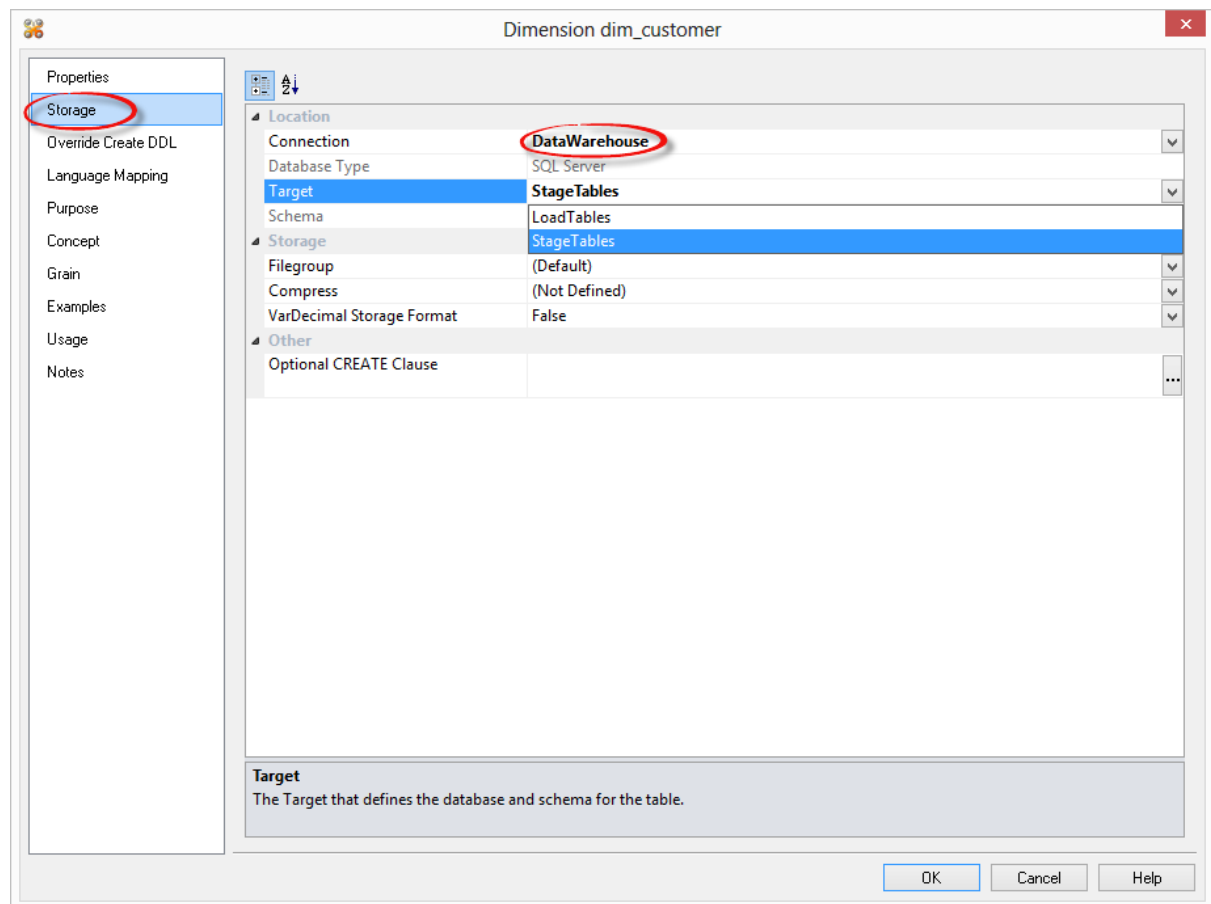 Dimension dim_customer
Properties
Storage
Override Create DDL
Language Mapping
Purpose
Concept
Grain
Examples
Usage
Notes
Location
Connection DataWarehouse
Database Type SQL Server
Target StageTables
Schema LoadTables
Storage StageTables
Filegroup (Default)
Compress (Not Defined)
VarDecimal Storage Format False
Other
Optional CREATE Clause ...
Target
The Target that defines the database and schema for the table.
OK Cancel Help